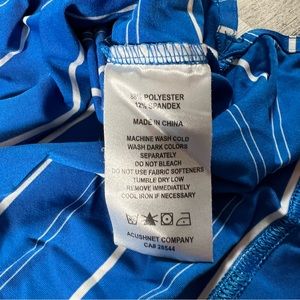 88% POLYESTER
12% SPANDEX
MADE IN CHINA
MACHINE WASH COLD
WASH DARK COLORS
SEPARATELY
DO NOT BLEACH
DO NOT USE FABRIC SOFTENERS
TUMBLE DRY LOW
REMOVE IMMEDIATELY
COOL IRON IF NECESSARY
ACUSHNET COMPANY
CA# 28544